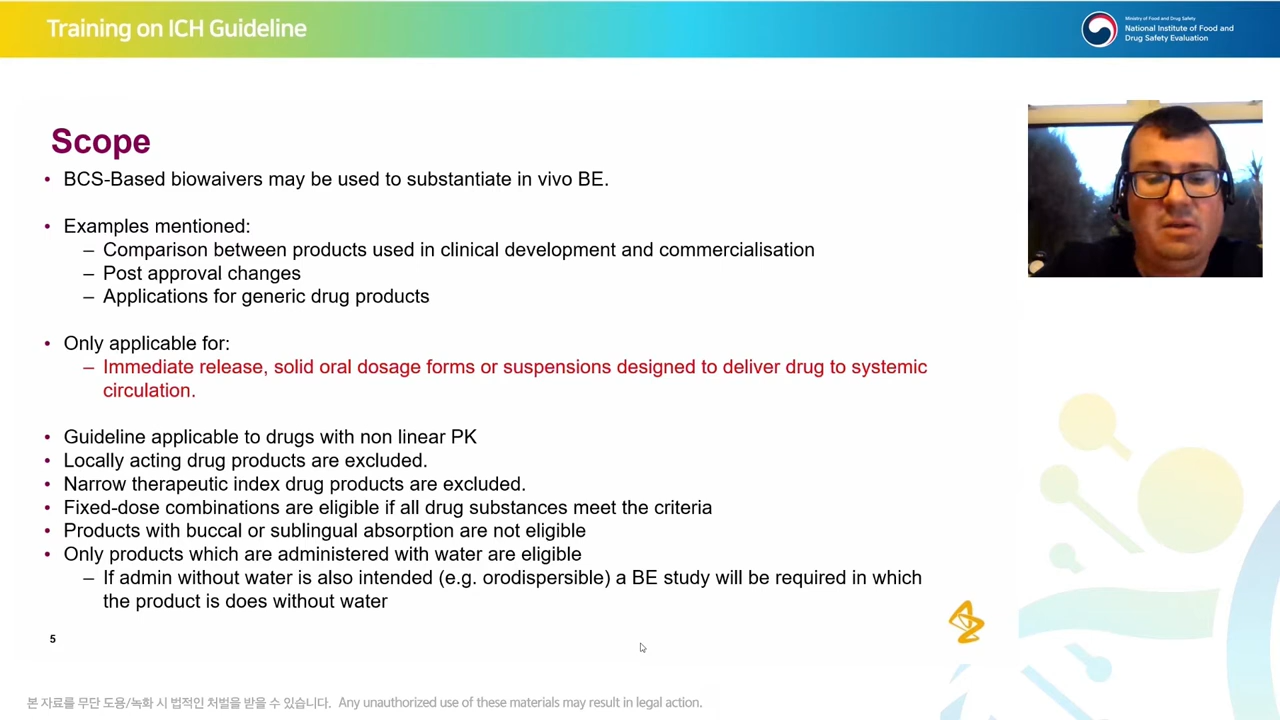 Training on ICH Guideline
Ministry of Food and Drug Safety
National Institute of Food and
Drug Safety Evaluation
Scope
• BCS-Based biowaivers may be used to substantiate in vivo BE.
• Examples mentioned:
– Comparison between products used in clinical development and commercialisation
– Post approval changes
– Applications for generic drug products
• Only applicable for:
– Immediate release, solid oral dosage forms or suspensions designed to deliver drug to systemic
circulation.
• Guideline applicable to drugs with non linear PK
• Locally acting drug products are excluded.
• Narrow therapeutic index drug products are excluded.
• Fixed-dose combinations are eligible if all drug substances meet the criteria
• Products with buccal or sublingual absorption are not eligible
• Only products which are administered with water are eligible
– If admin without water is also intended (e.g. orodispersible) a BE study will be required in which
the product is does without water
5
본 자료를 무단 도용/녹화 시 법적인 처벌을 받을 수 있습니다. Any unauthorized use of these materials may result in legal action.